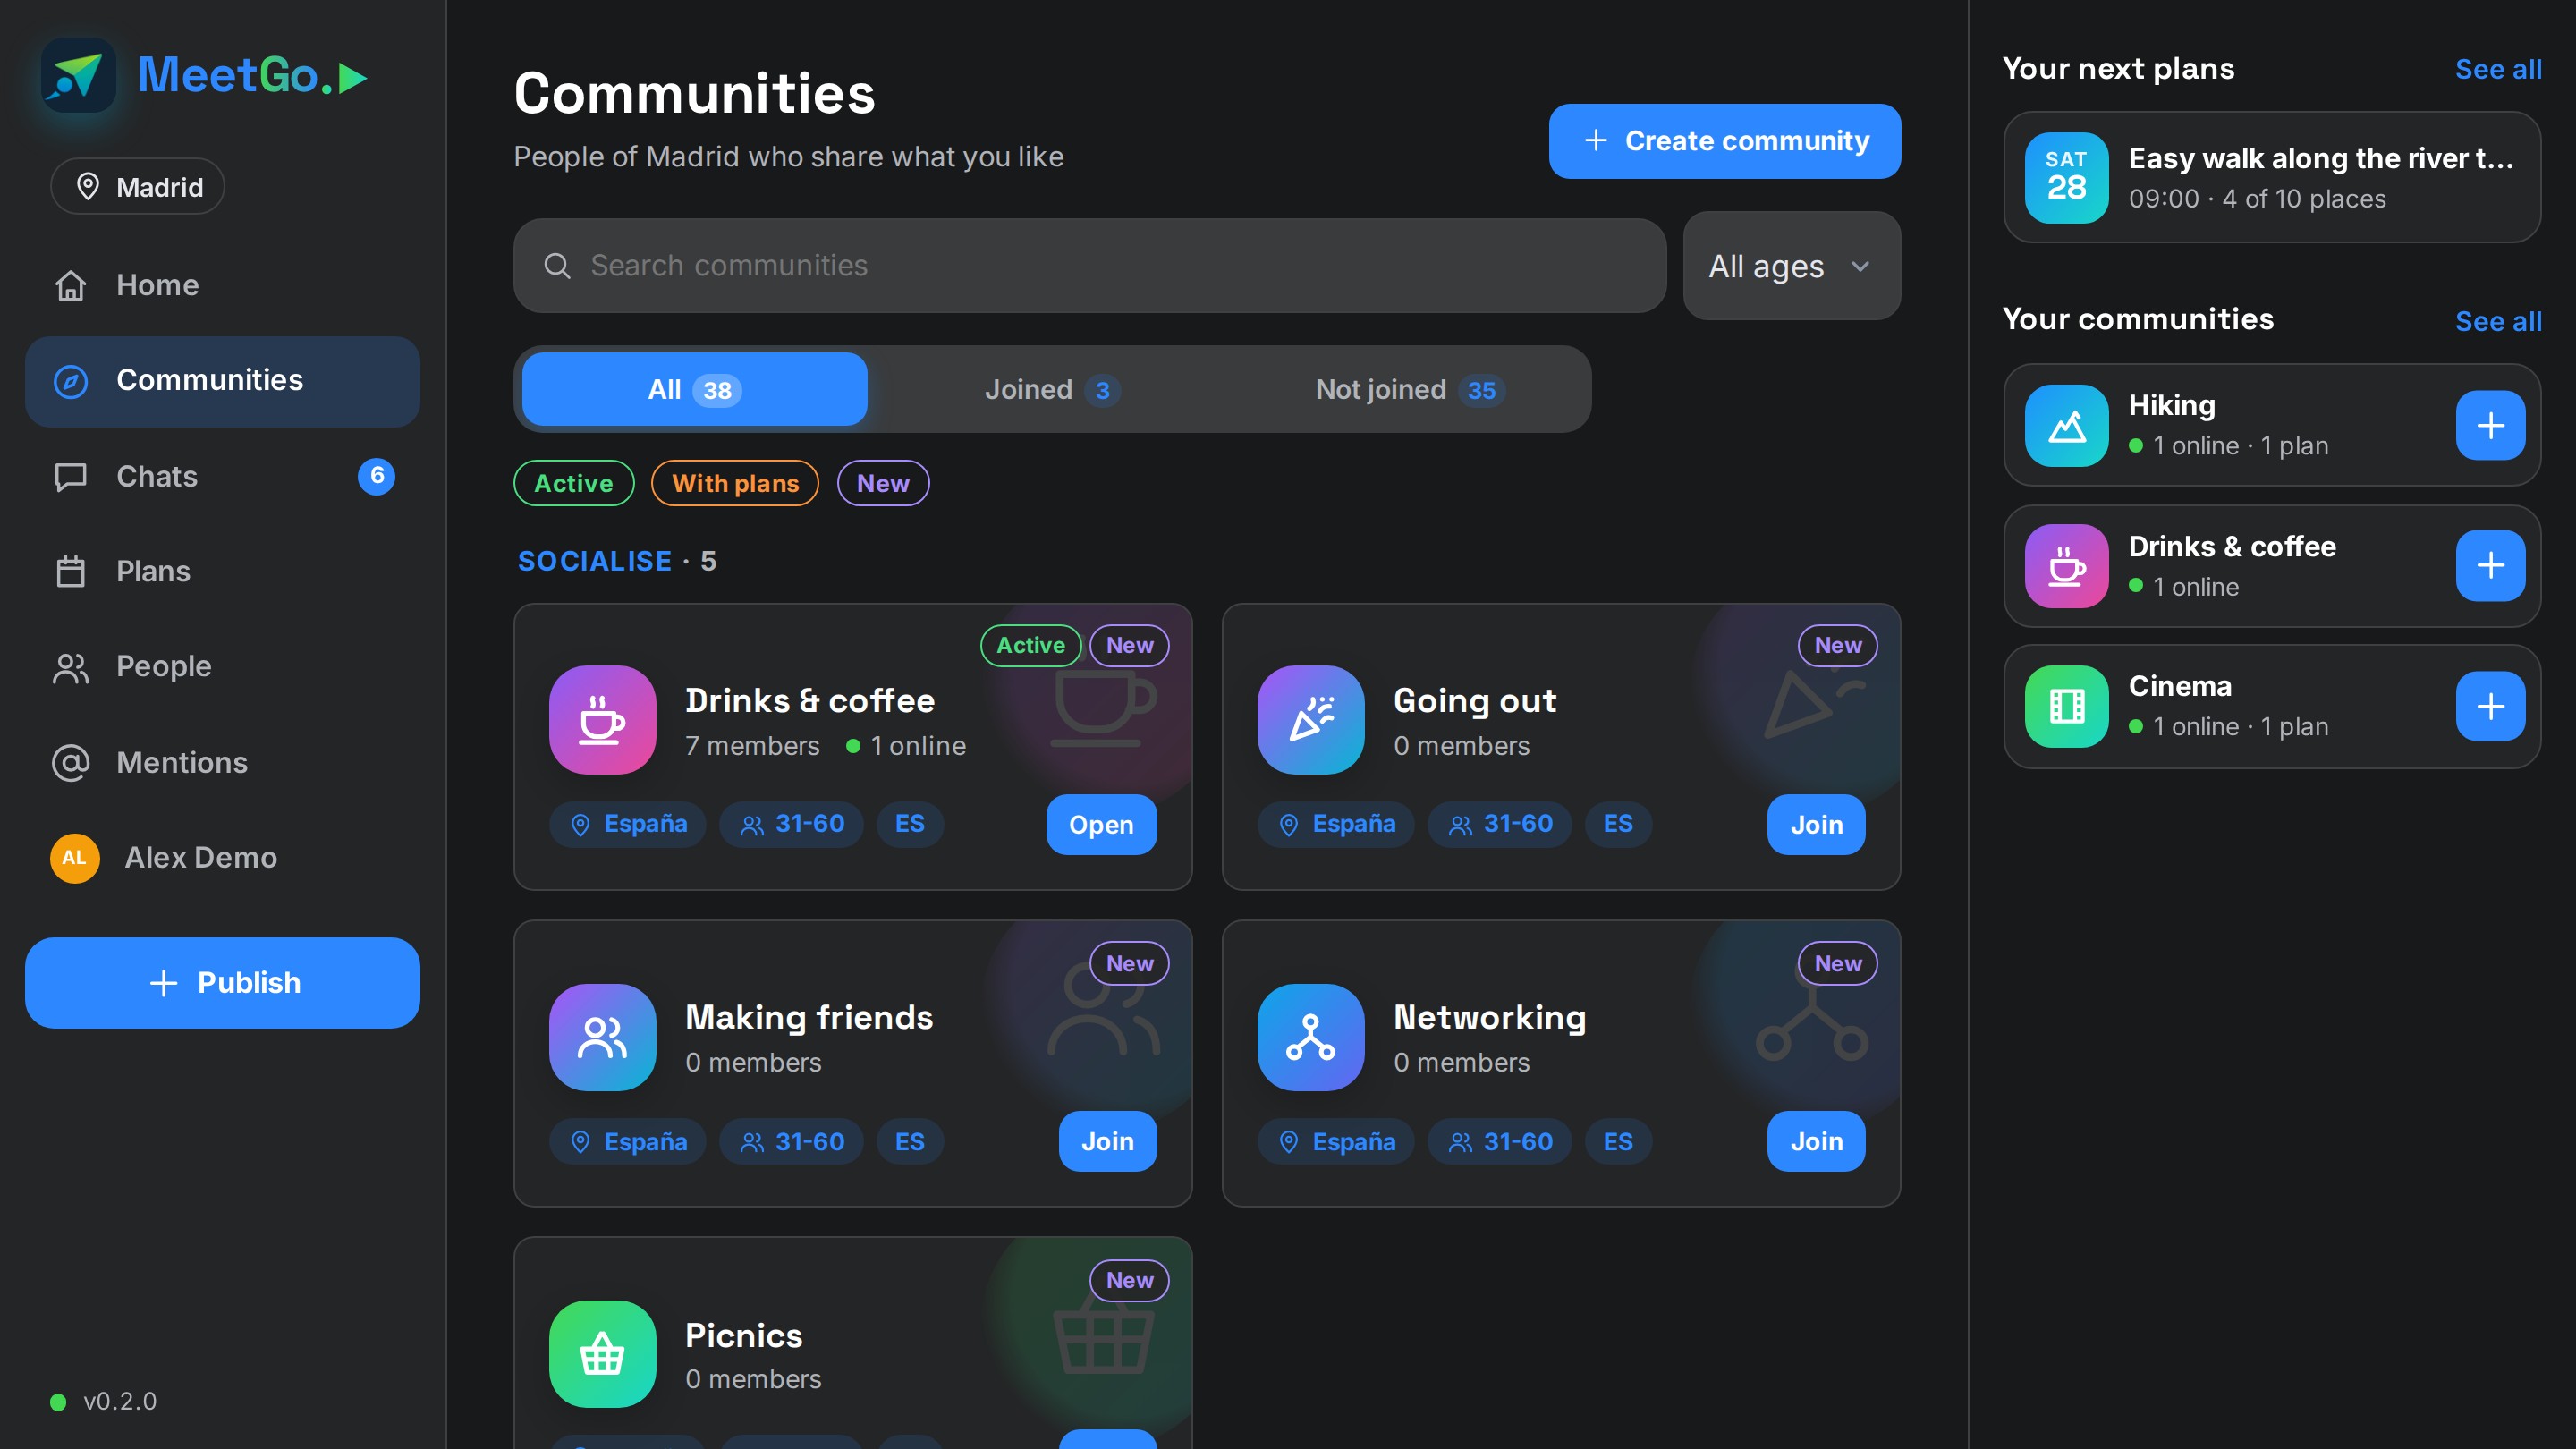 MeetGo.
Madrid
Home
Communities
Chats 6
Plans
People
Mentions
AL Alex Demo
Publish
v0.2.0
Communities
People of Madrid who share what you like
Create community
Search communities
All ages
All 38
Joined 3
Not joined 35
Active
With plans
New
SOCIALISE · 5
Active New
Drinks & coffee
7 members 1 online
España 31-60 ES Open
New
Going out
0 members
España 31-60 ES Join
New
Making friends
0 members
España 31-60 ES Join
New
Networking
0 members
España 31-60 ES Join
New
Picnics
0 members
Your next plans See all
SAT
28
Easy walk along the river t...
09:00 · 4 of 10 places
Your communities See all
Hiking
1 online · 1 plan
Drinks & coffee
1 online
Cinema
1 online · 1 plan